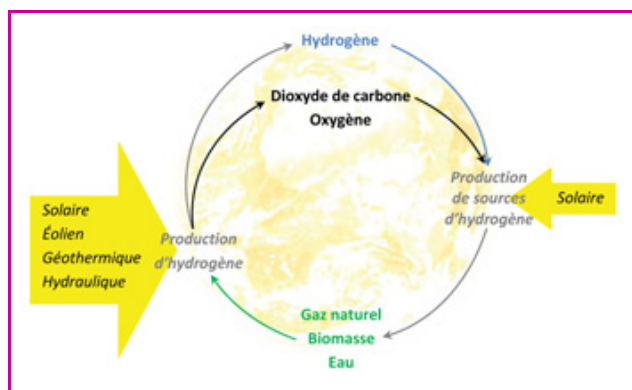 Hydrogène
Dioxyde de carbone
Oxygène
Production
de sources
d'hydrogène
Solaire
Solaire
Éolien
Géothermique
Hydraulique
Production
d'hydrogène
Gaz naturel
Biomasse
Eau